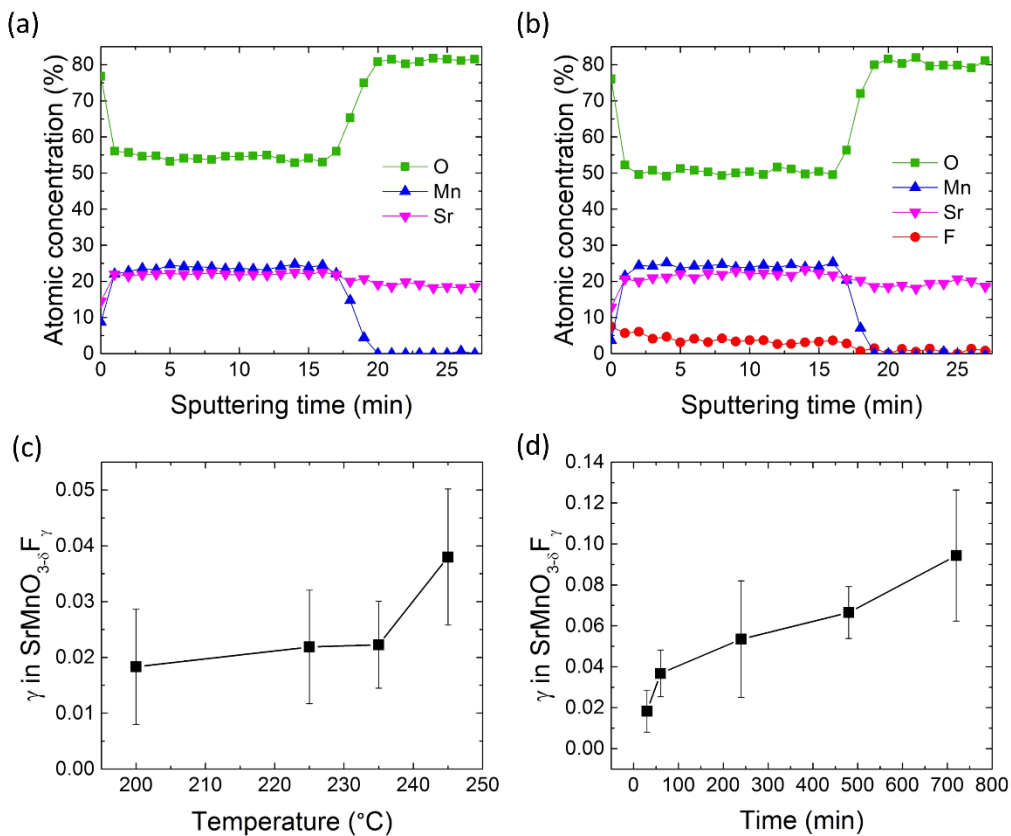 (a)
(b)
80
70
60
50
40
30
20
10
0
Atomic concentration (%)
O
Mn
Sr
0 5 10 15 20 25
Sputtering time (min)
80
70
60
50
40
30
20
10
0
Atomic concentration (%)
O
Mn
Sr
F
0 5 10 15 20 25
Sputtering time (min)
(c)
(d)
0.05
0.04
0.03
0.02
0.01
0.00
γ in SrMnO3-δFγ
200 210 220 230 240 250
Temperature (°C)
0.14
0.12
0.10
0.08
0.06
0.04
0.02
0.00
γ in SrMnO3-δFγ
0 100 200 300 400 500 600 700 800
Time (min)